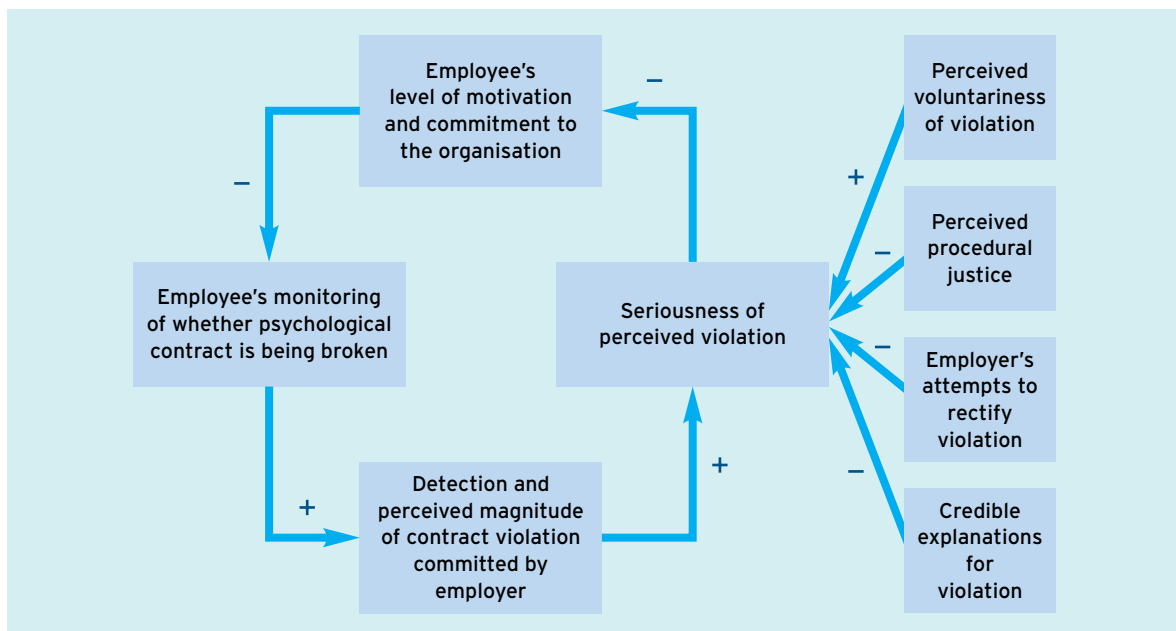 Employee's
level of motivation
and commitment to
the organisation
−
−
Employee's monitoring
of whether psychological
contract is being broken
+
Detection and
perceived magnitude
of contract violation
committed by
employer
+
Seriousness of
perceived violation
Perceived
voluntariness
of violation
+
Perceived
procedural
justice
−
Employer's
attempts to
rectify
violation
−
Credible
explanations
for
violation
−